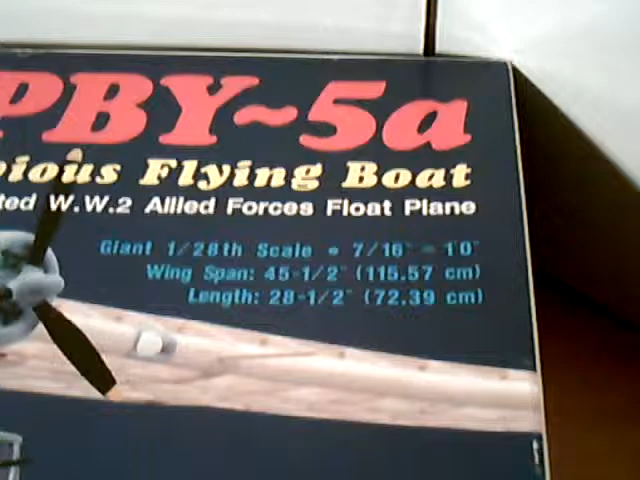 PBY~5a
vious Flying Boat
ted W.W.2 Allied Forces Float Plane
Giant 1/28th Scale • 7/16" = 1'0"
Wing Span: 45-1/2" (115.57 cm)
Length: 28-1/2" (72.39 cm)